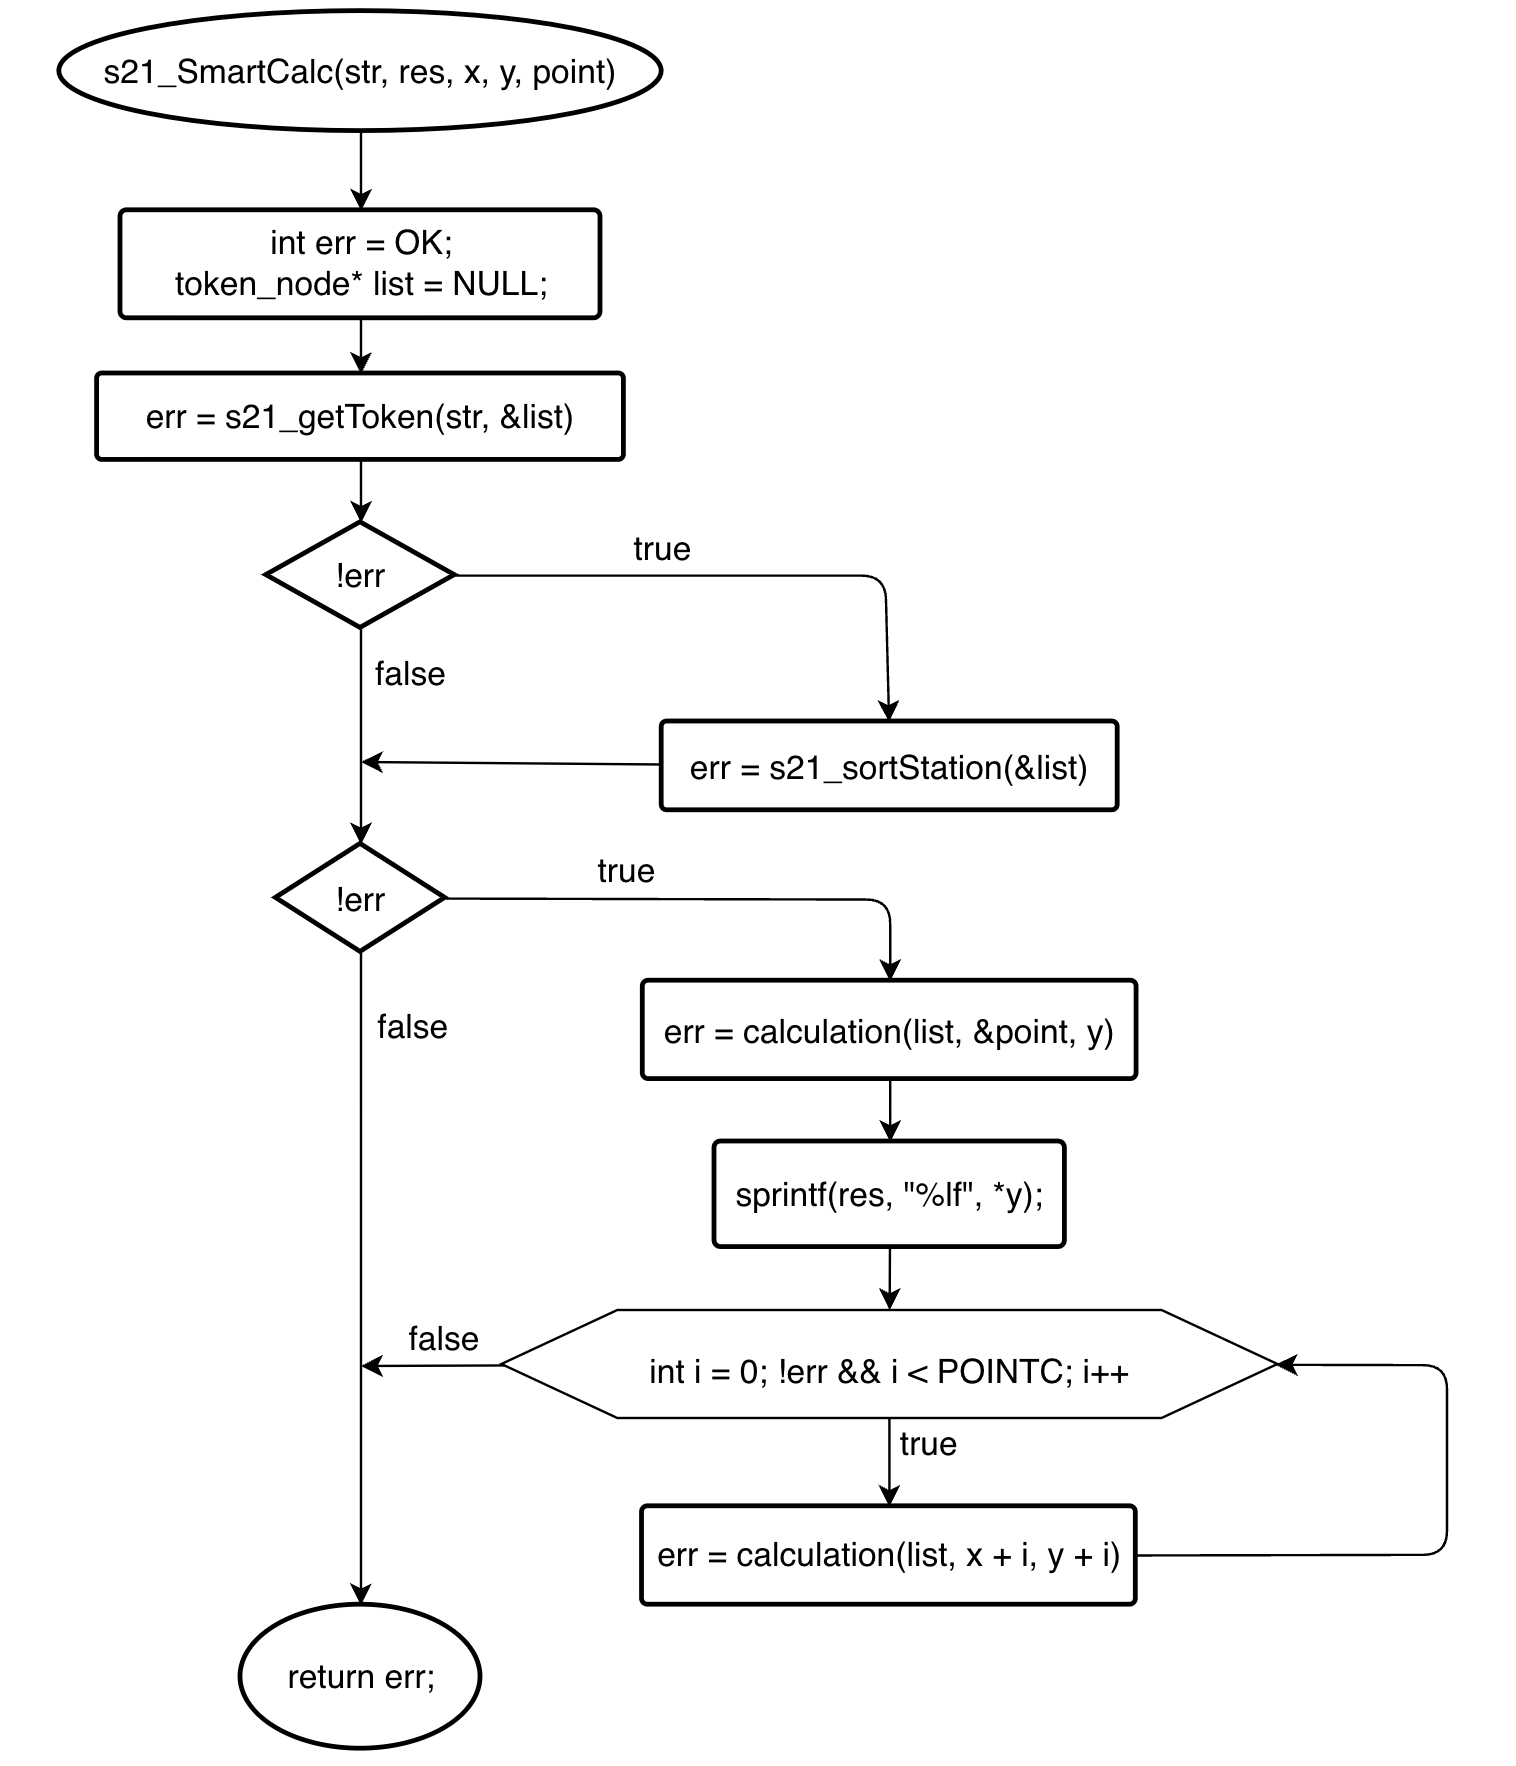 s21_SmartCalc(str, res, x, y, point)
int err = OK;
token_node* list = NULL;
err = s21_getToken(str, &list)
!err
true
false
err = s21_sortStation(&list)
!err
true
false
err = calculation(list, &point, y)
sprintf(res, "%lf", *y);
int i = 0; !err && i < POINTC; i++
false
true
err = calculation(list, x + i, y + i)
return err;